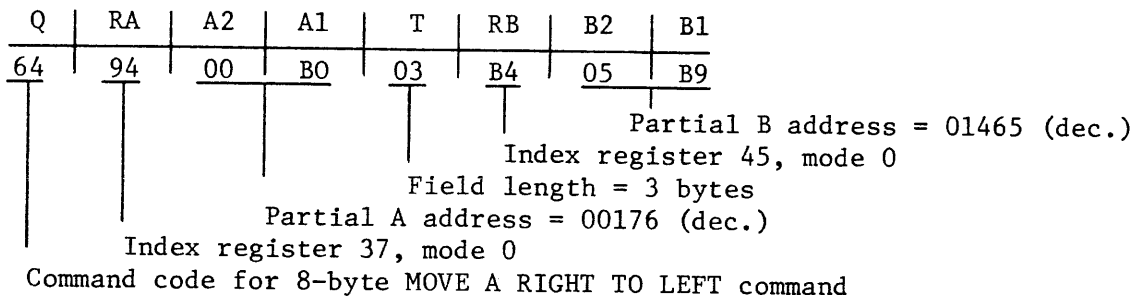 Q | RA | A2 | A1 | T | RB | B2 | B1
64 | 94 | 00 | B0 | 03 | B4 | 05 | B9
Partial B address = 01465 (dec.)
Index register 45, mode 0
Field length = 3 bytes
Partial A address = 00176 (dec.)
Index register 37, mode 0
Command code for 8-byte MOVE A RIGHT TO LEFT command